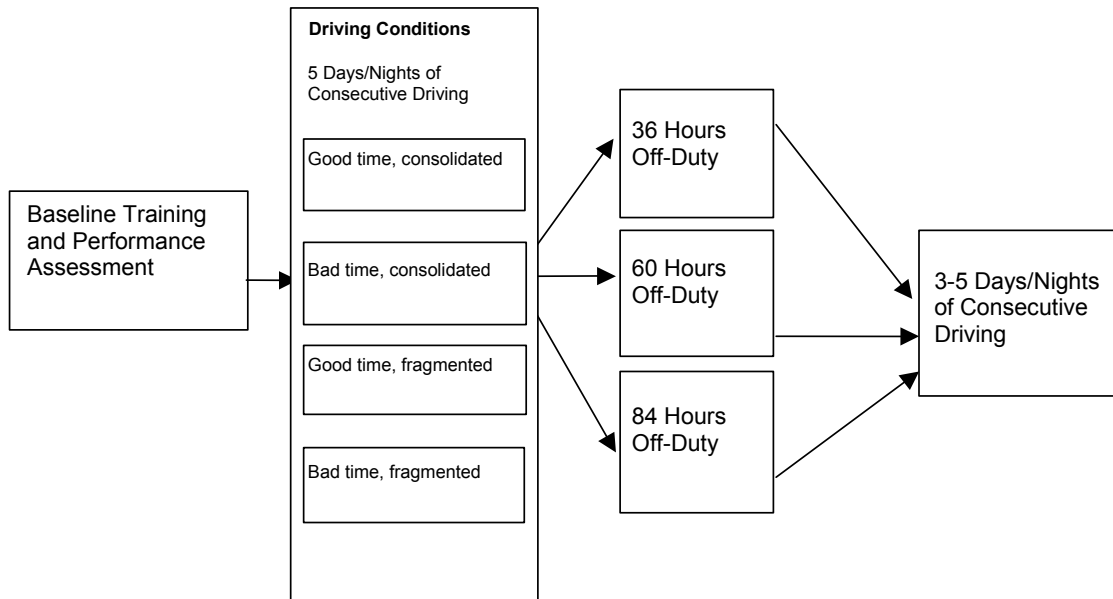 Baseline Training
and Performance
Assessment
Driving Conditions
5 Days/Nights of
Consecutive Driving
Good time, consolidated
Bad time, consolidated
Good time, fragmented
Bad time, fragmented
36 Hours
Off-Duty
60 Hours
Off-Duty
84 Hours
Off-Duty
3-5 Days/Nights
of Consecutive
Driving